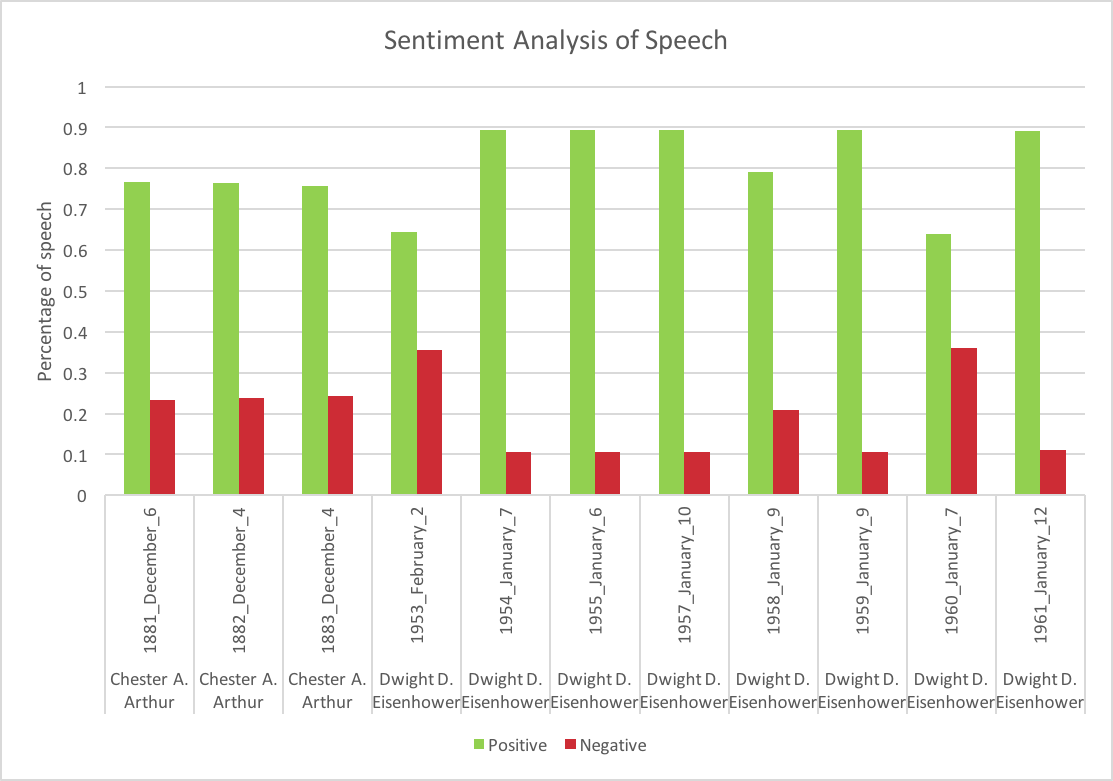 Sentiment Analysis of Speech
Percentage of speech
1
0.9
0.8
0.7
0.6
0.5
0.4
0.3
0.2
0.1
0
1881_December_6
1882_December_4
1883_December_4
1953_February_2
1954_January_7
1955_January_6
1957_January_10
1958_January_9
1959_January_9
1960_January_7
1961_January_12
Chester A.
Arthur
Chester A.
Arthur
Chester A.
Arthur
Dwight D.
Eisenhower
Dwight D.
Eisenhower
Dwight D.
Eisenhower
Dwight D.
Eisenhower
Dwight D.
Eisenhower
Dwight D.
Eisenhower
Dwight D.
Eisenhower
Dwight D.
Eisenhower
Positive Negative